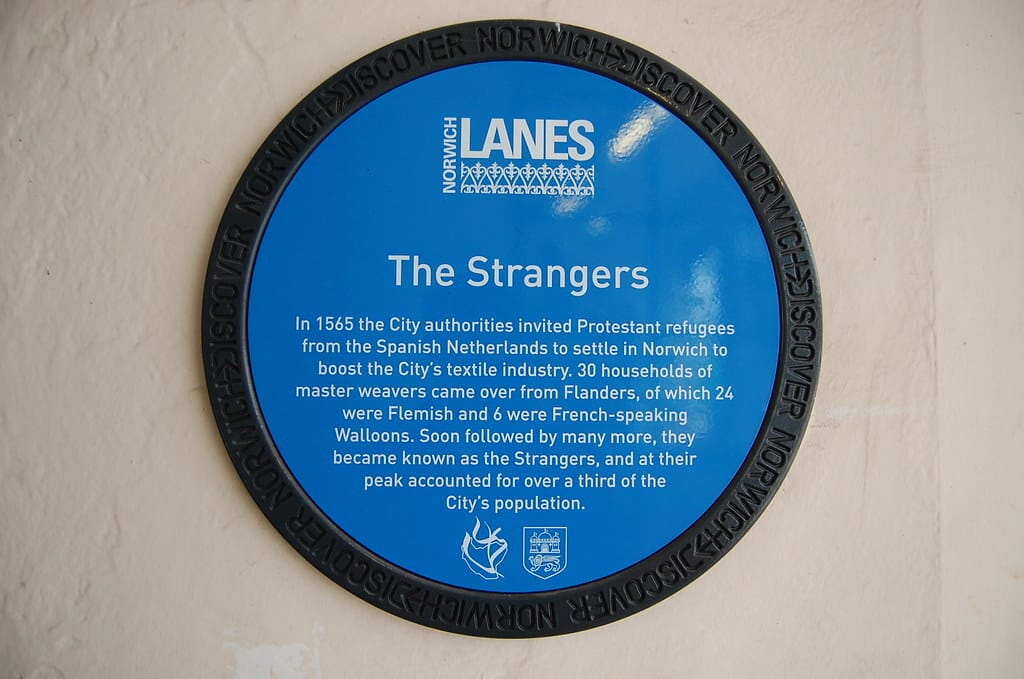 DISCOVER NORWICH>DISCOVER NORWICH>DISCOVER NORWICH>DISCOVER NORWICH>DISCOVER NORWICH>DISCOVER NORWICH>
NORWICH
LANES
The Strangers
In 1565 the City authorities invited Protestant refugees
from the Spanish Netherlands to settle in Norwich to
boost the City's textile industry. 30 households of
master weavers came over from Flanders, of which 24
were Flemish and 6 were French-speaking
Walloons. Soon followed by many more, they
became known as the Strangers, and at their
peak accounted for over a third of the
City's population.